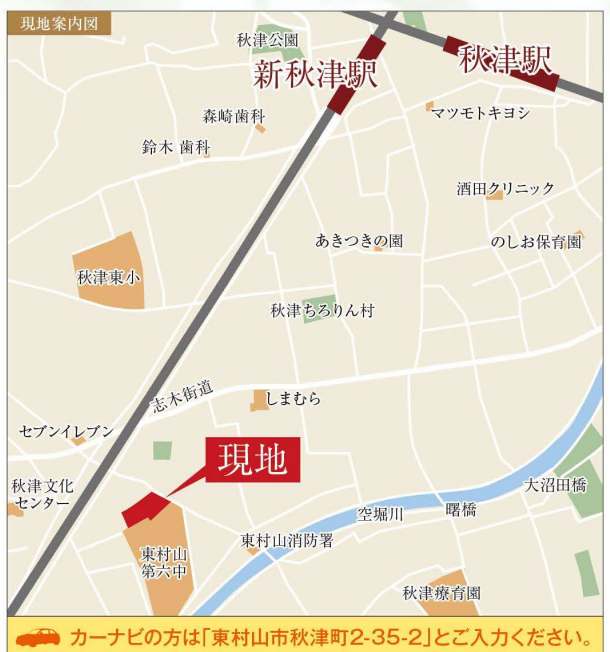 現地案内図
秋津公園
新秋津駅
秋津駅
森崎歯科
マツモトキヨシ
鈴木 歯科
酒田クリニック
あきつきの園
のしお保育園
秋津東小
秋津ちろりん村
志木街道
しまむら
セブンイレブン
現地
秋津文化
センター
大沼田橋
空堀川
曙橋
東村山
第六中
東村山消防署
秋津療育園
カーナビの方は「東村山市秋津町2-35-2」とご入力ください。